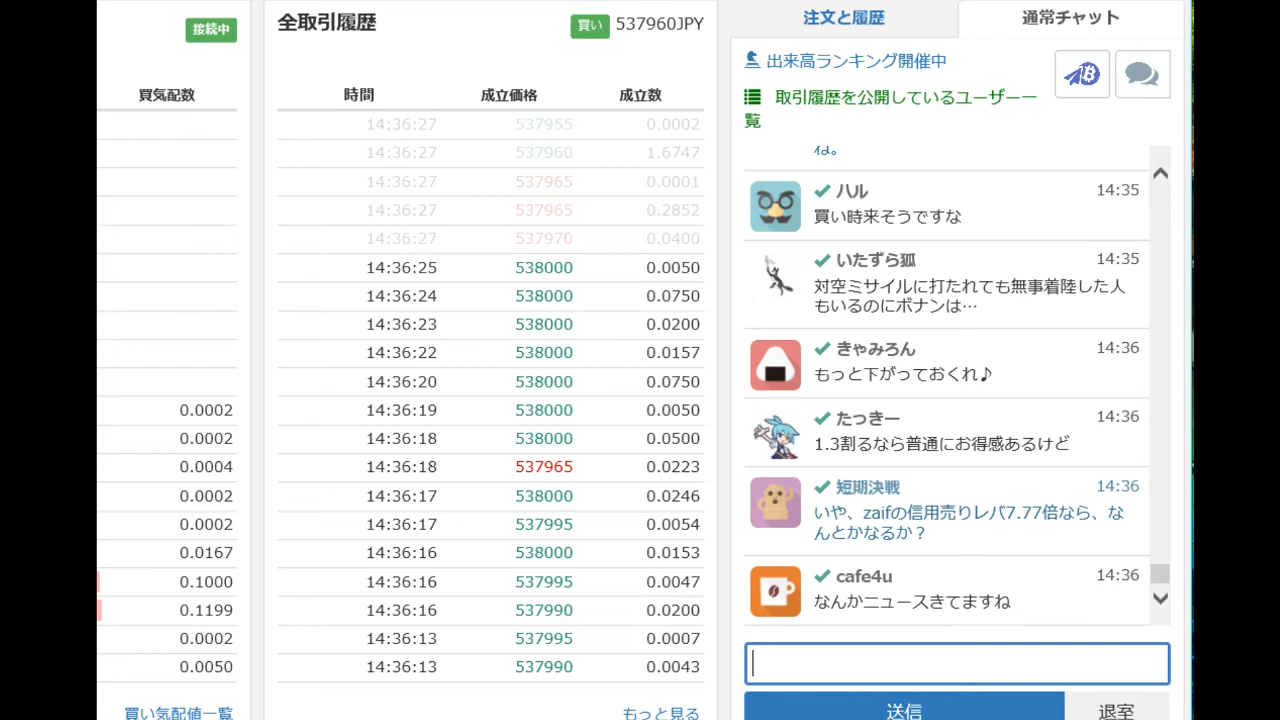 接続中
買気配数
0.0002
0.0002
0.0004
0.0002
0.0002
0.0167
0.1000
0.1199
0.0002
0.0050
買い気配値一覧
全取引履歴
買い 537960JPY
時間 成立価格 成立数
14:36:27 537955 0.0002
14:36:27 537960 1.6747
14:36:27 537965 0.0001
14:36:27 537965 0.2852
14:36:27 537970 0.0400
14:36:25 538000 0.0050
14:36:24 538000 0.0750
14:36:23 538000 0.0200
14:36:22 538000 0.0157
14:36:20 538000 0.0750
14:36:19 538000 0.0050
14:36:18 538000 0.0500
14:36:18 537965 0.0223
14:36:17 538000 0.0246
14:36:17 537995 0.0054
14:36:16 538000 0.0153
14:36:16 537995 0.0047
14:36:16 537990 0.0200
14:36:13 537995 0.0007
14:36:13 537990 0.0043
もっと見る
注文と履歴 通常チャット
出来高ランキング開催中
取引履歴を公開しているユーザー一
覧
ね。
ハル 14:35
買い時来そうですな
いたずら狐 14:35
対空ミサイルに打たれても無事着陸した人
もいるのにボナンは…
きゃみろん 14:36
もっと下がっておくれ♪
たっきー 14:36
1.3割るなら普通にお得感あるけど
短期決戦 14:36
いや、zaifの信用売りレバ7.77倍なら、な
んとかなるか？
cafe4u 14:36
なんかニュースきてますね
送信 退室